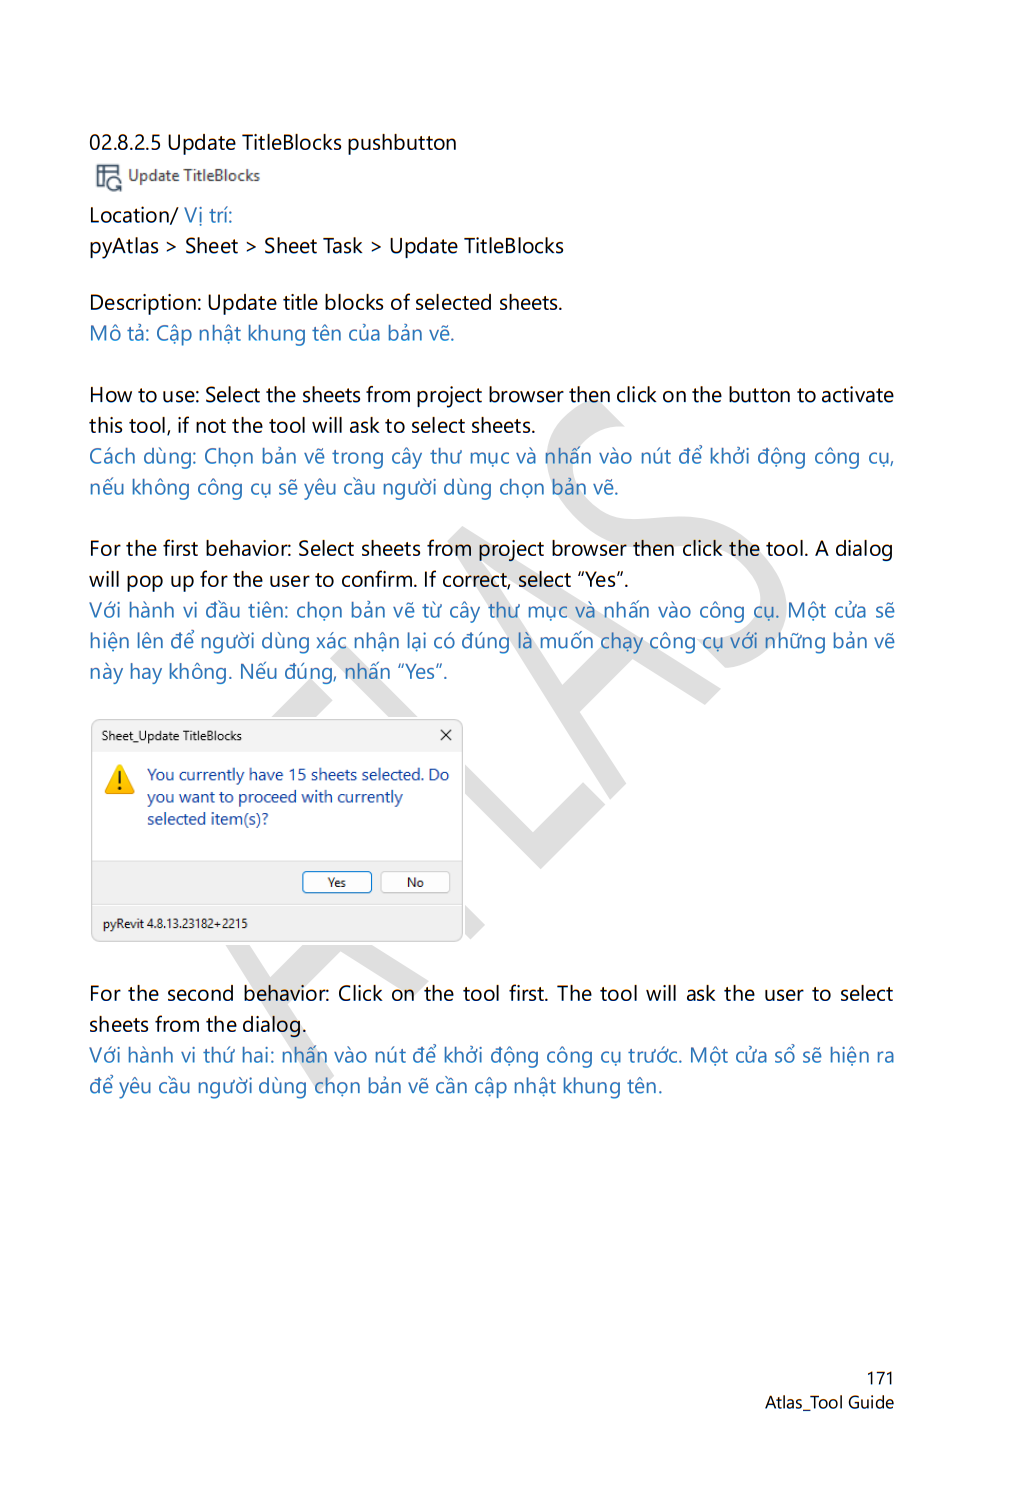 02.8.2.5 Update TitleBlocks pushbutton
Update TitleBlocks
Location/ Vị trí:
pyAtlas > Sheet > Sheet Task > Update TitleBlocks
Description: Update title blocks of selected sheets.
Mô tả: Cập nhật khung tên của bản vẽ.
How to use: Select the sheets from project browser then click on the button to activate
this tool, if not the tool will ask to select sheets.
Cách dùng: Chọn bản vẽ trong cây thư mục và nhấn vào nút để khởi động công cụ,
nếu không công cụ sẽ yêu cầu người dùng chọn bản vẽ.
For the first behavior: Select sheets from project browser then click the tool. A dialog
will pop up for the user to confirm. If correct, select “Yes”.
Với hành vi đầu tiên: chọn bản vẽ từ cây thư mục và nhấn vào công cụ. Một cửa sẽ
hiện lên để người dùng xác nhận lại có đúng là muốn chạy công cụ với những bản vẽ
này hay không. Nếu đúng, nhấn “Yes”.
Sheet_Update TitleBlocks
You currently have 15 sheets selected. Do
you want to proceed with currently
selected item(s)?
Yes No
pyRevit 4.8.13.23182+2215
For the second behavior: Click on the tool first. The tool will ask the user to select
sheets from the dialog.
Với hành vi thứ hai: nhấn vào nút để khởi động công cụ trước. Một cửa sổ sẽ hiện ra
để yêu cầu người dùng chọn bản vẽ cần cập nhật khung tên.
ATLAS
171
Atlas_Tool Guide